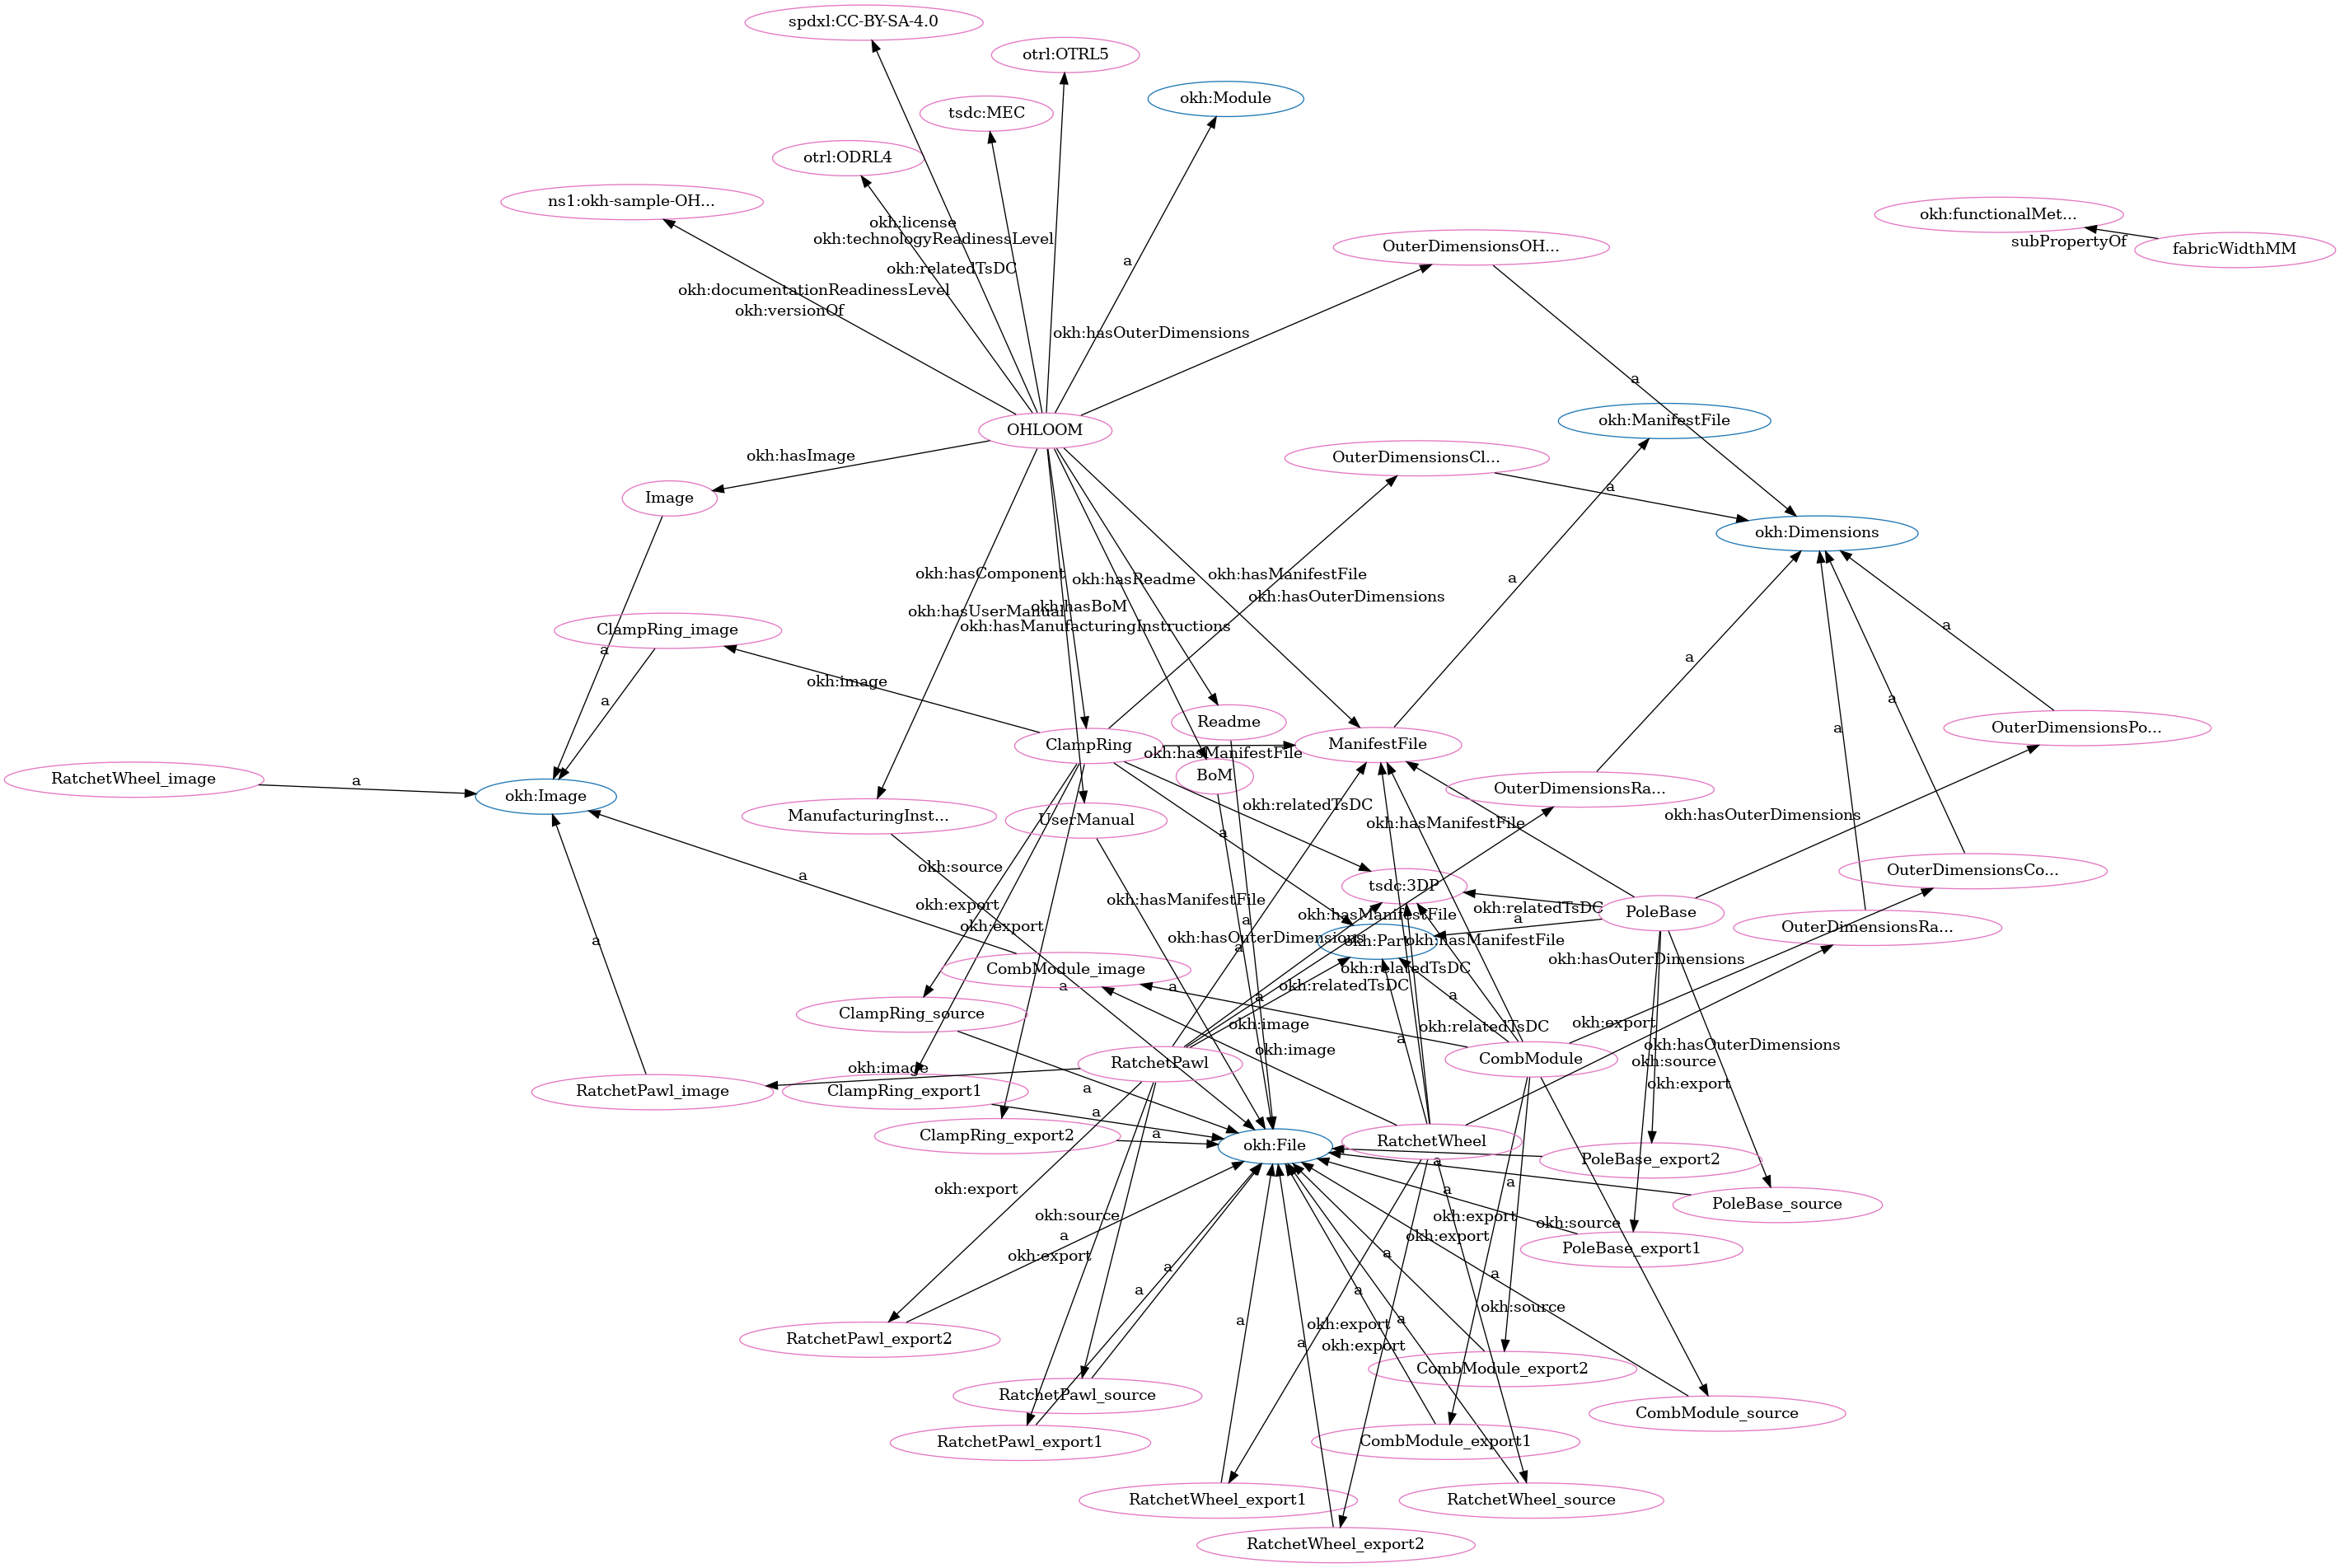 spdxl:CC-BY-SA-4.0
otrl:OTRL5
okh:Module
tsdc:MEC
otrl:ODRL4
ns1:okh-sample-OH...
okh:functionalMet...
okh:license
okh:technologyReadinessLevel
subPropertyOf
fabricWidthMM
OuterDimensionsOH...
a
okh:relatedTsDC
okh:documentationReadinessLevel
okh:versionOf
okh:hasOuterDimensions
a
okh:ManifestFile
OHLOOM
okh:hasImage
OuterDimensionsCl...
a
Image
okh:Dimensions
okh:hasComponent
okh:hasReadme
okh:hasManifestFile
a
okh:hasOuterDimensions
okh:hasUserManual
okh:hasBoM
okh:hasManufacturingInstructions
ClampRing_image
a
a
a
a
okh:image
a
a
a
Readme
OuterDimensionsPo...
ClampRing
okh:hasManifestFile
ManifestFile
RatchetWheel_image
a
BoM
okh:Image
OuterDimensionsRa...
okh:relatedTsDC
ManufacturingInst...
UserManual
okh:hasManifestFile
okh:hasOuterDimensions
a
okh:source
a
tsdc:3DP
OuterDimensionsCo...
okh:export
okh:hasManifestFile
okh:hasManifestFile
okh:relatedTsDC
PoleBase
a
a
okh:export
OuterDimensionsRa...
a
okh:hasOuterDimensions
a
okh:Part
okh:hasManifestFile
okh:hasOuterDimensions
CombModule_image
okh:relatedTsDC
okh:relatedTsDC
a
a
a
a
ClampRing_source
okh:image
okh:relatedTsDC
okh:export
a
okh:image
okh:hasOuterDimensions
RatchetPawl
CombModule
okh:source
okh:image
okh:export
RatchetPawl_image
ClampRing_export1
a
a
ClampRing_export2
a
okh:File
RatchetWheel
PoleBase_export2
a
a
a
okh:export
PoleBase_source
okh:source
okh:export
okh:source
a
okh:export
PoleBase_export1
okh:export
a
a
a
a
a
okh:source
a
a
okh:export
RatchetPawl_export2
a
okh:export
CombModule_export2
RatchetPawl_source
CombModule_source
RatchetPawl_export1
CombModule_export1
RatchetWheel_export1
RatchetWheel_source
RatchetWheel_export2